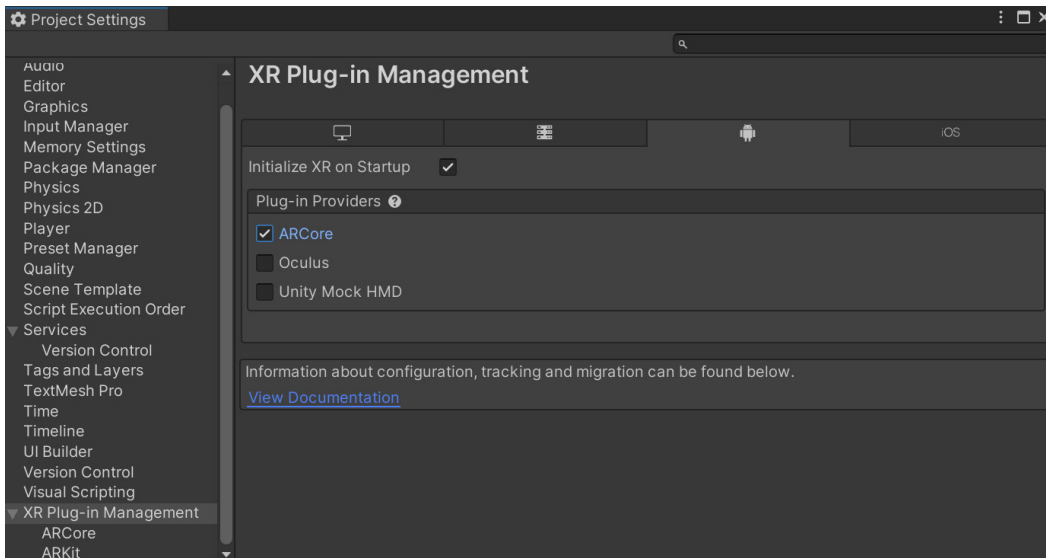 Project Settings
Audio
Editor
Graphics
Input Manager
Memory Settings
Package Manager
Physics
Physics 2D
Player
Preset Manager
Quality
Scene Template
Script Execution Order
Services
Version Control
Tags and Layers
TextMesh Pro
Time
Timeline
UI Builder
Version Control
Visual Scripting
XR Plug-in Management
ARCore
ARKit
XR Plug-in Management
iOS
Initialize XR on Startup
Plug-in Providers
ARCore
Oculus
Unity Mock HMD
Information about configuration, tracking and migration can be found below.
View Documentation